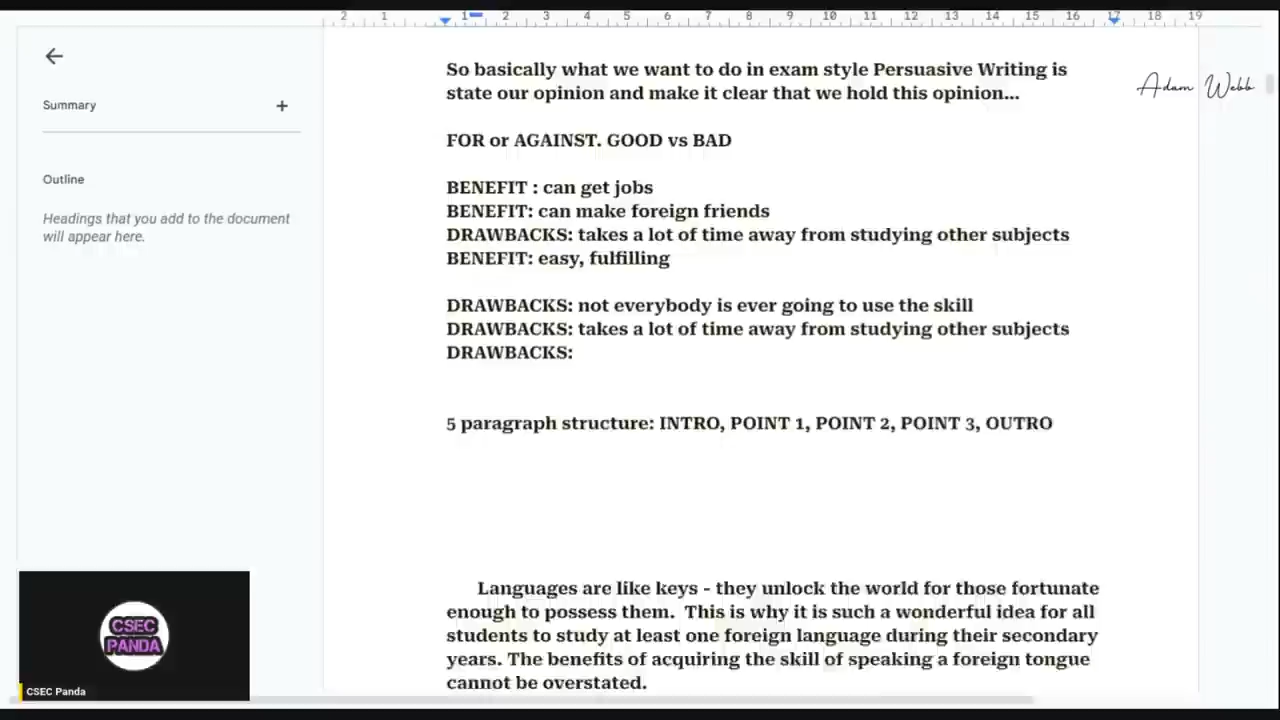 2 1 1 2 3 4 5 6 7 8 9 10 11 12 13 14 15 16 17 18 19
Summary
Outline
Headings that you add to the document
will appear here.
So basically what we want to do in exam style Persuasive Writing is
state our opinion and make it clear that we hold this opinion...
Adam Webb
FOR or AGAINST. GOOD vs BAD
BENEFIT : can get jobs
BENEFIT: can make foreign friends
DRAWBACKS: takes a lot of time away from studying other subjects
BENEFIT: easy, fulfilling
DRAWBACKS: not everybody is ever going to use the skill
DRAWBACKS: takes a lot of time away from studying other subjects
DRAWBACKS:
5 paragraph structure: INTRO, POINT 1, POINT 2, POINT 3, OUTRO
Languages are like keys - they unlock the world for those fortunate
enough to possess them.  This is why it is such a wonderful idea for all
students to study at least one foreign language during their secondary
years. The benefits of acquiring the skill of speaking a foreign tongue
cannot be overstated.
CSEC
PANDA
CSEC Panda